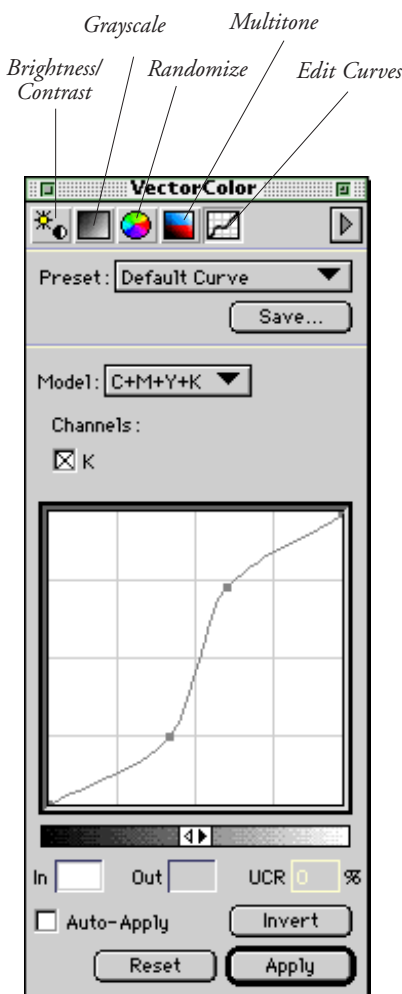 Grayscale
Multitone
Brightness/
Contrast
Randomize
Edit Curves
VectorColor
Preset: Default Curve
Save...
Model: C+M+Y+K
Channels:
K
In
Out
UCR 0 %
Auto-Apply
Invert
Reset
Apply